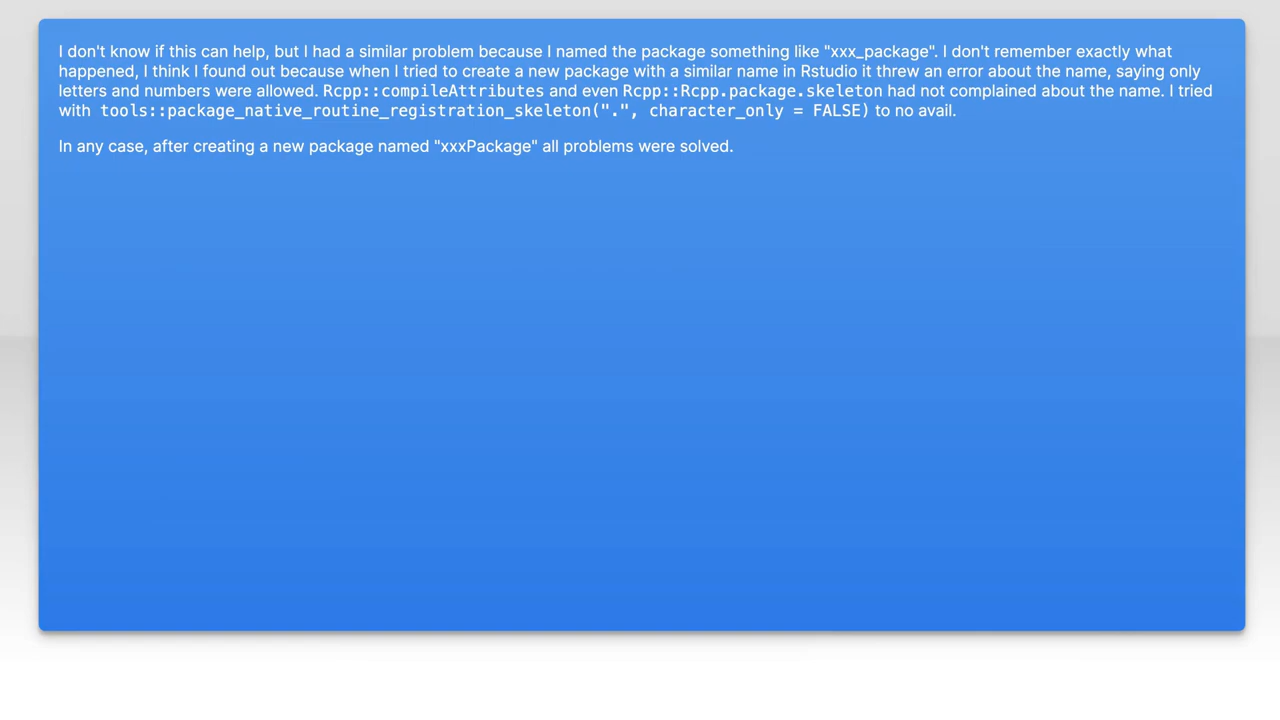 I don't know if this can help, but I had a similar problem because I named the package something like "xxx_package". I don't remember exactly what
happened, I think I found out because when I tried to create a new package with a similar name in Rstudio it threw an error about the name, saying only
letters and numbers were allowed. Rcpp::compileAttributes and even Rcpp::Rcpp.package.skeleton had not complained about the name. I tried
with tools::package_native_routine_registration_skeleton(".", character_only = FALSE) to no avail.
In any case, after creating a new package named "xxxPackage" all problems were solved.